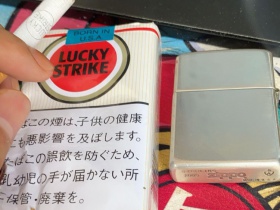 BORN IN
U.S.A
LUCKY
STRIKE
ばこの煙は、子供の健康
も悪影響を及ぼします。
たばこの誤飲を防ぐため、
乳幼児の手が届かない所
保管・廃棄を。